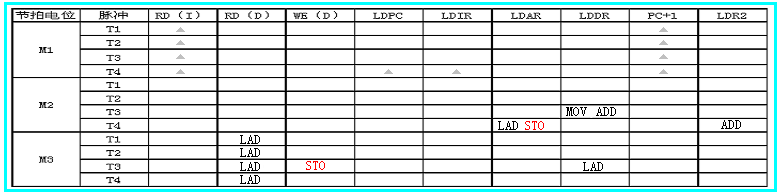 节拍电位 脉冲 RD（I） RD（D） WE（D） LDPC LDIR LDAR LDDR PC+1 LDR2
M1 T1
T2
T3
T4
M2 T1
T2
T3 MOV ADD
T4 LAD STO ADD
M3 T1 LAD
T2 LAD
T3 LAD STO LAD
T4 LAD